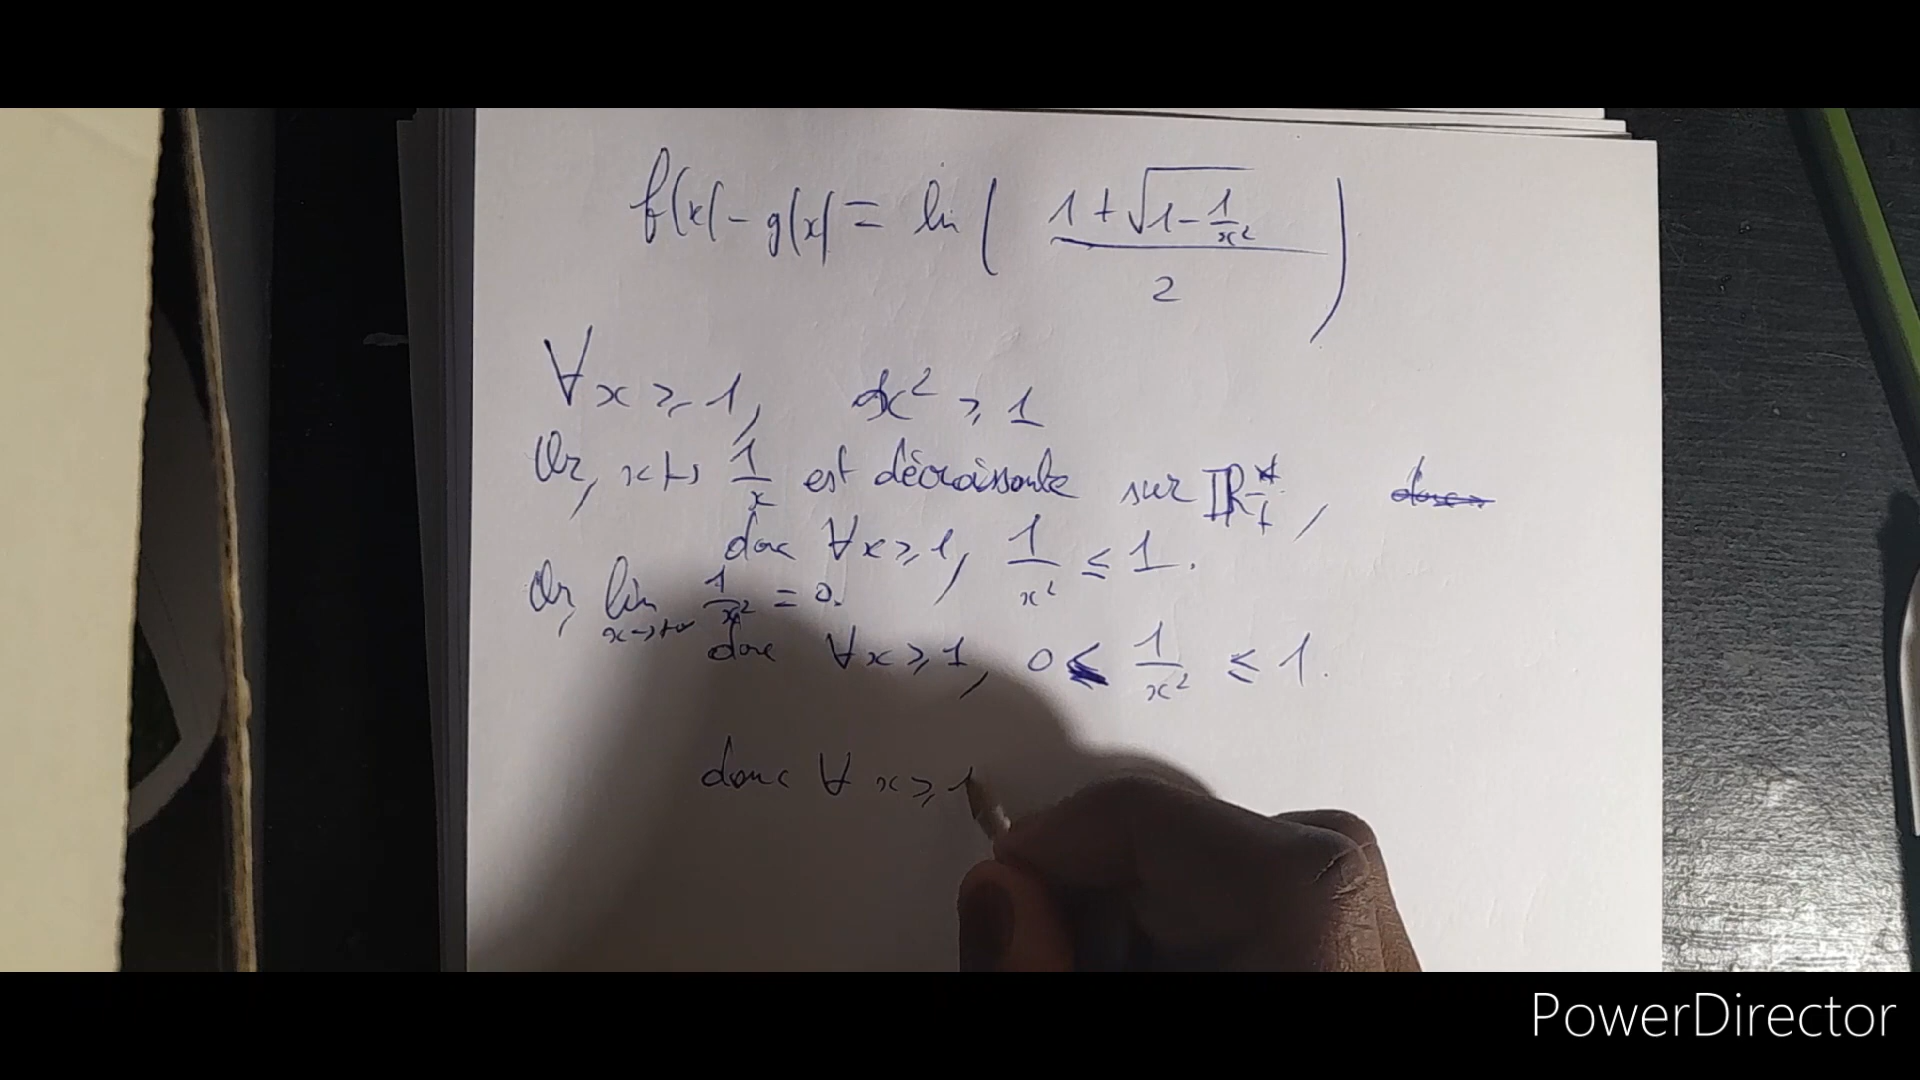 f(x) - g(x) = ln( (1 + √(1 - 1/x²)) / 2 )
∀x ≥ 1, x² ≥ 1
Or, x ↦ 1/x est décroissante sur ℝ*₊, donc
donc ∀x ≥ 1, 1/x² ≤ 1.
Or, lim x→+∞ 1/x² = 0.
donc ∀x ≥ 1, 0 < 1/x² ≤ 1.
donc ∀ x ≥ 1
PowerDirector